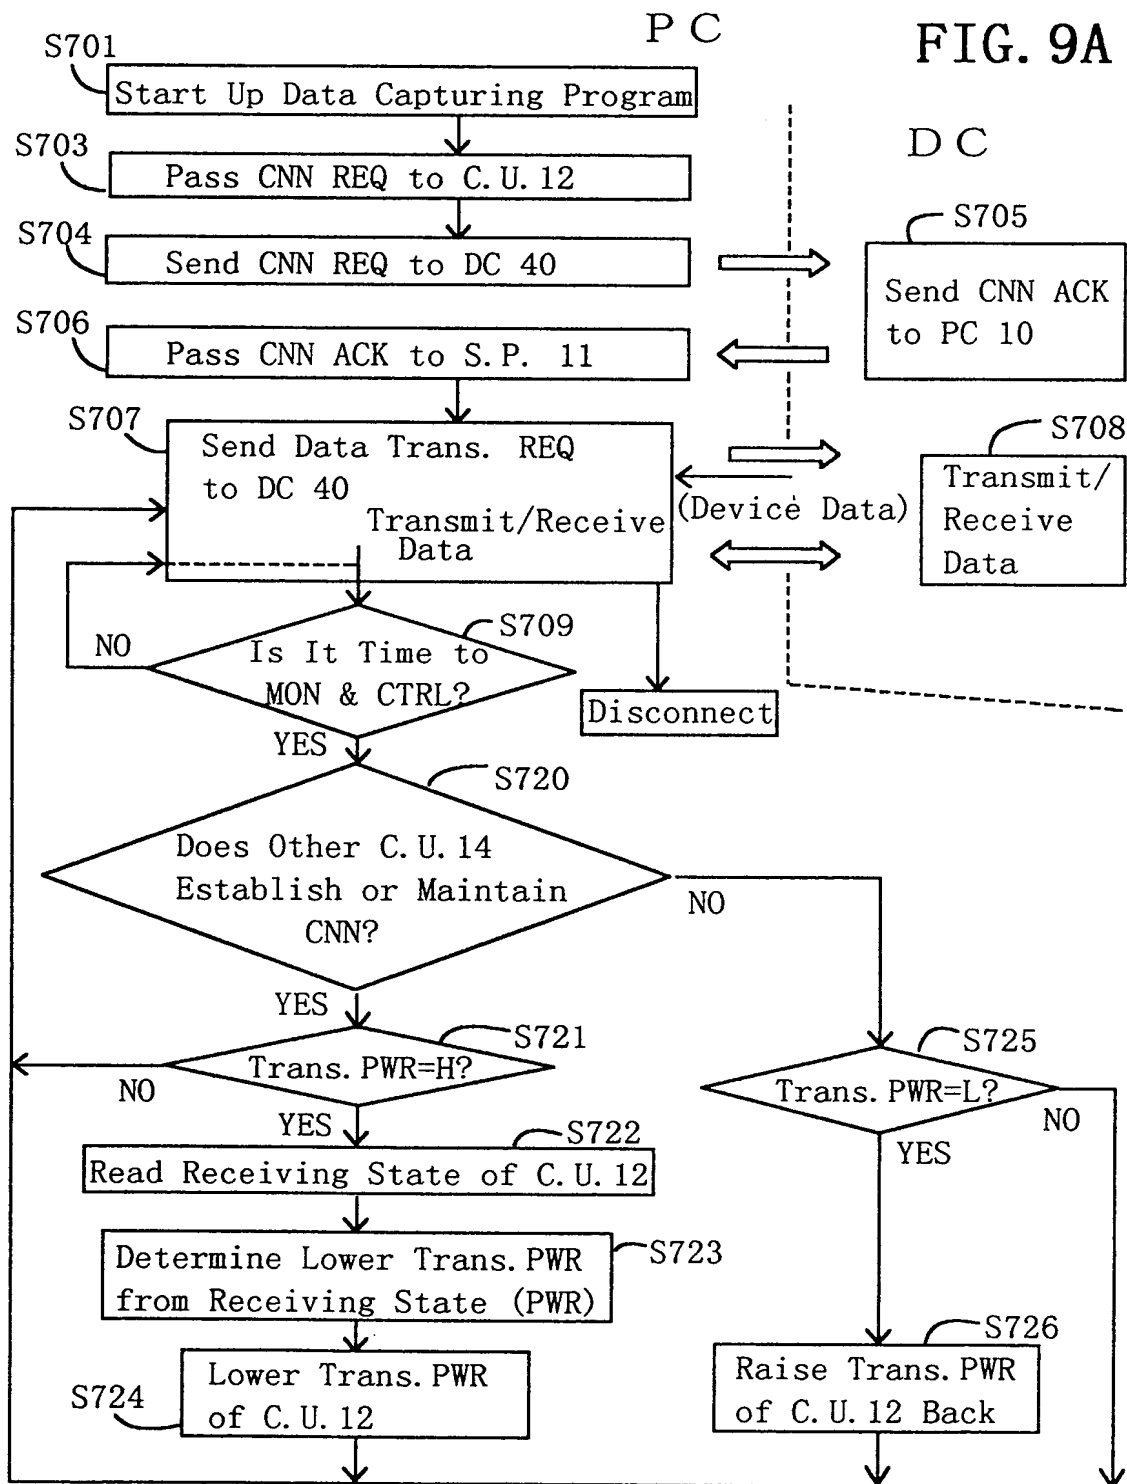 P C
FIG. 9A
S701
Start Up Data Capturing Program
D C
S703
Pass CNN REQ to C.U.12
S704
Send CNN REQ to DC 40
S705
Send CNN ACK
to PC 10
S706
Pass CNN ACK to S.P. 11
S707
Send Data Trans. REQ
to DC 40
Transmit/Receive
Data
(Device Data)
S708
Transmit/
Receive
Data
S709
NO
Is It Time to
MON & CTRL?
YES
Disconnect
S720
Does Other C.U.14
Establish or Maintain
CNN?
NO
YES
S721
Trans.PWR=H?
NO
YES
S725
Trans.PWR=L?
NO
YES
S722
Read Receiving State of C.U.12
S723
Determine Lower Trans.PWR
from Receiving State (PWR)
S724
Lower Trans.PWR
of C.U.12
S726
Raise Trans.PWR
of C.U.12 Back